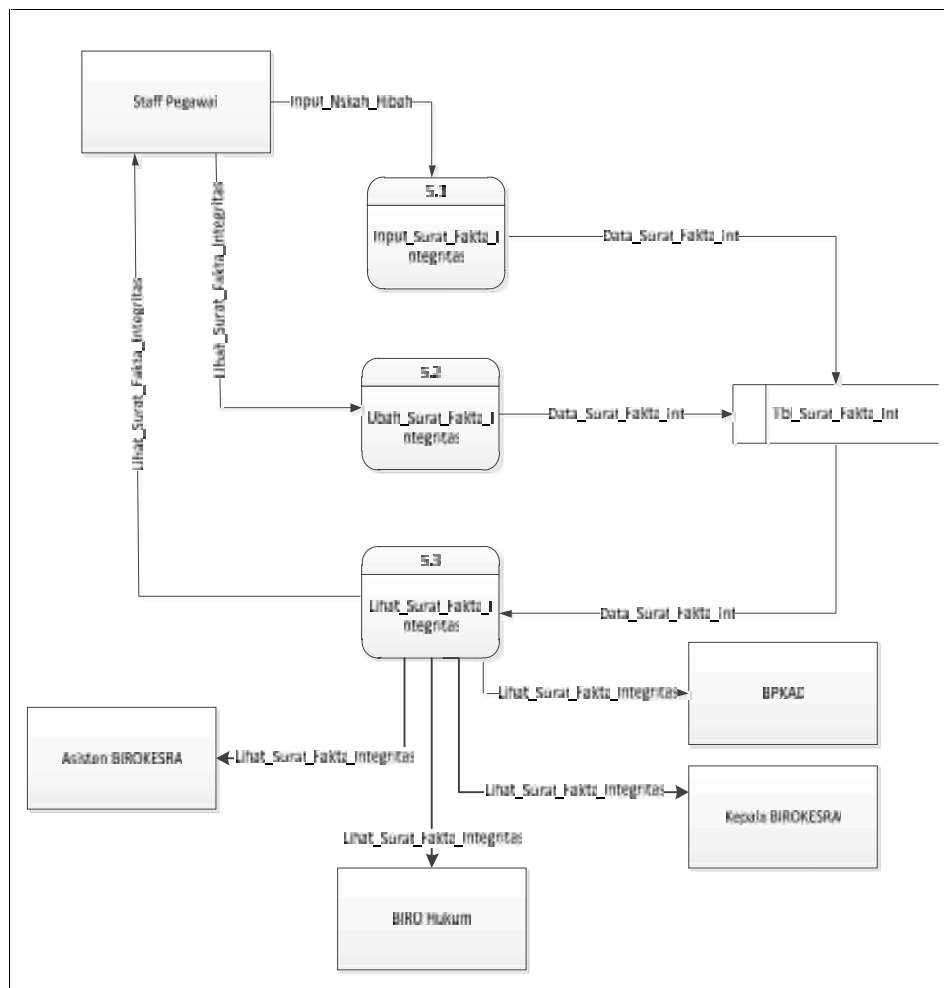 Staff Pegawai
Input_Nskah_Hibah
5.1
Input_Surat_Fakta_I
ntegritas
Data_Surat_Fakta_int
Lihat_Surat_Fakta_Integritas
Lihat_Surat_Fakta_Integritas
5.2
Ubah_Surat_Fakta_I
ntegritas
Data_Surat_Fakta_int
Tbl_Surat_Fakta_Int
5.3
Lihat_Surat_Fakta_I
ntegritas
Data_Surat_Fakta_int
Lihat_Surat_Fakta_Integritas
BPKAD
Asisten BIROKESRA
Lihat_Surat_Fakta_Integritas
Lihat_Surat_Fakta_Integritas
Kepala BIROKESRA
Lihat_Surat_Fakta_Integritas
BIRO Hukum